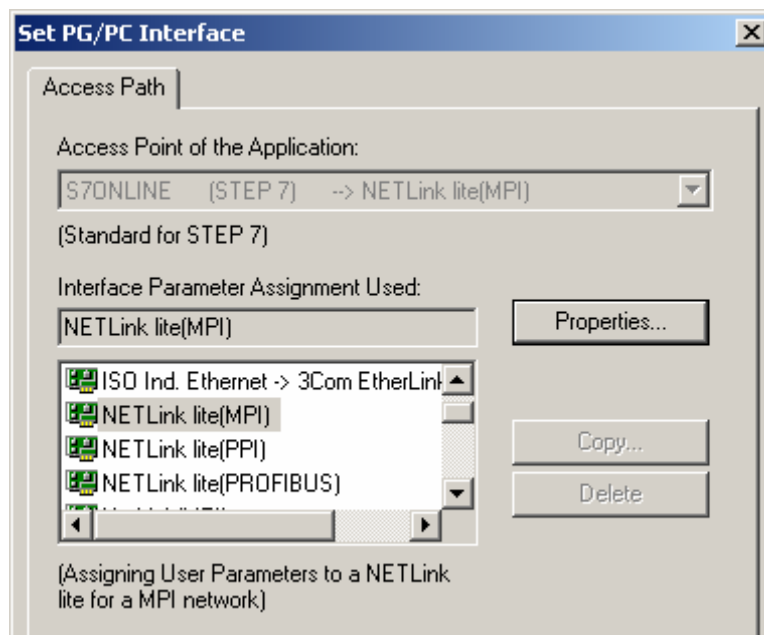 Set PG/PC Interface
Access Path
Access Point of the Application:
S7ONLINE (STEP 7) --> NETLink lite(MPI)
(Standard for STEP 7)
Interface Parameter Assignment Used:
NETLink lite(MPI)
Properties...
ISO Ind. Ethernet -> 3Com EtherLink
NETLink lite(MPI)
NETLink lite(PPI)
NETLink lite(PROFIBUS)
Copy...
Delete
(Assigning User Parameters to a NETLink
lite for a MPI network)